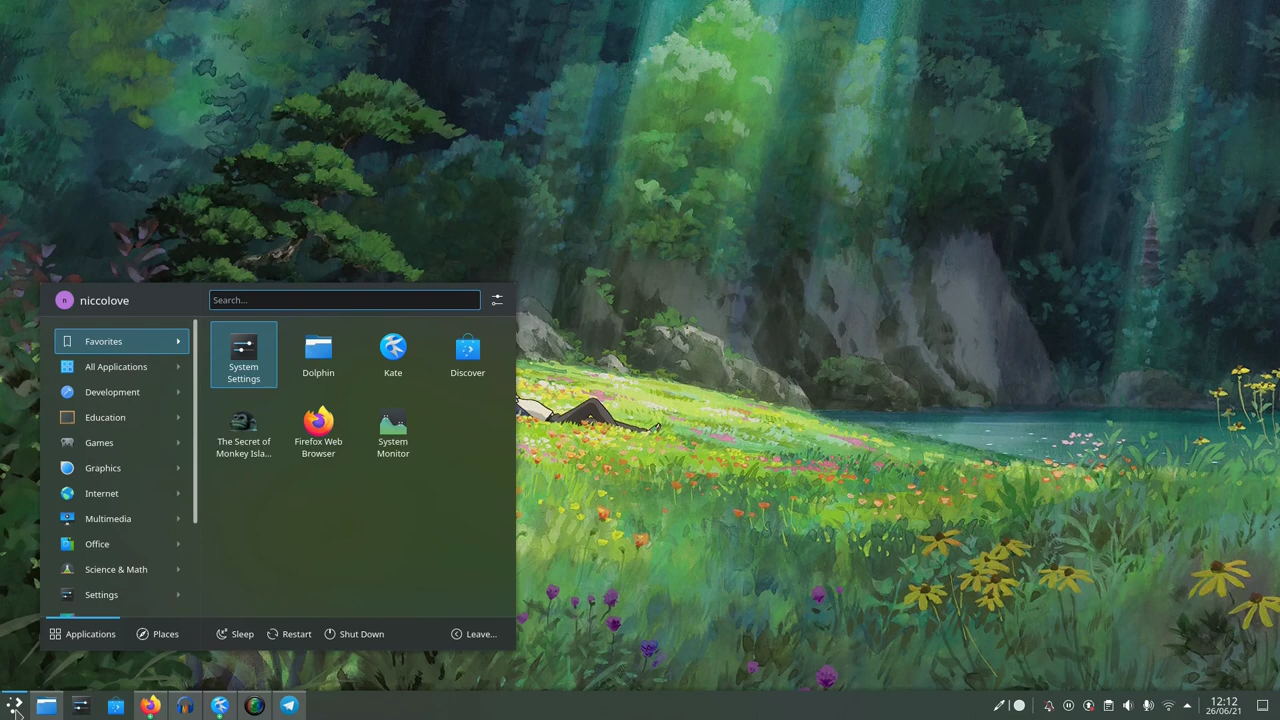 n
niccolove
Search...
Favorites
All Applications
Development
Education
Games
Graphics
Internet
Multimedia
Office
Science & Math
Settings
System
Settings
Dolphin
Kate
Discover
The Secret of
Monkey Isla...
Firefox Web
Browser
System
Monitor
Applications
Places
Sleep
Restart
Shut Down
Leave...
12:12
26/06/21